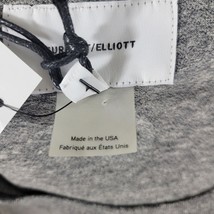 T/ELLIOTT
Made in the USA
Fabriqué aux États Unis